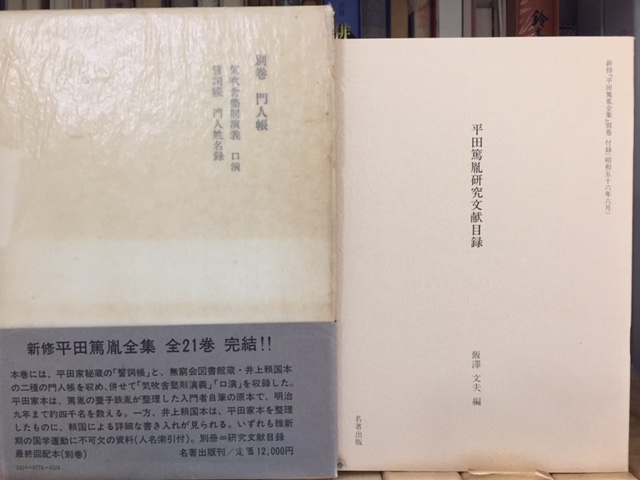 別巻 門人帳
気吹舎塾則演義 口演
誓詞帳 門人姓名録
新修 平田篤胤全集 全21巻 完結!!
本巻には、平田家秘蔵の「誓詞帳」と、無窮会図書館蔵・井上頼国本
の二種の門人帳を収め、併せて「気吹舎塾則演義」「口演」を収録した。
平田家本は、篤胤の養子鉄胤が整理した入門者自筆の原本で、明治
九年まで約四千名を数える。一方、井上頼国本は、平田家本を整理
したものに、頼国による詳細な書き入れが見られる。いずれも維新
期の国学運動に不可欠の資料(人名索引付)。別冊=研究文献目録
最終回配本(別巻) 名著出版刊/定価12,000円
新修『平田篤胤全集』別巻 付録(昭和五十六年六月)
平田篤胤研究文献目録
飯澤 文夫 編
名著出版